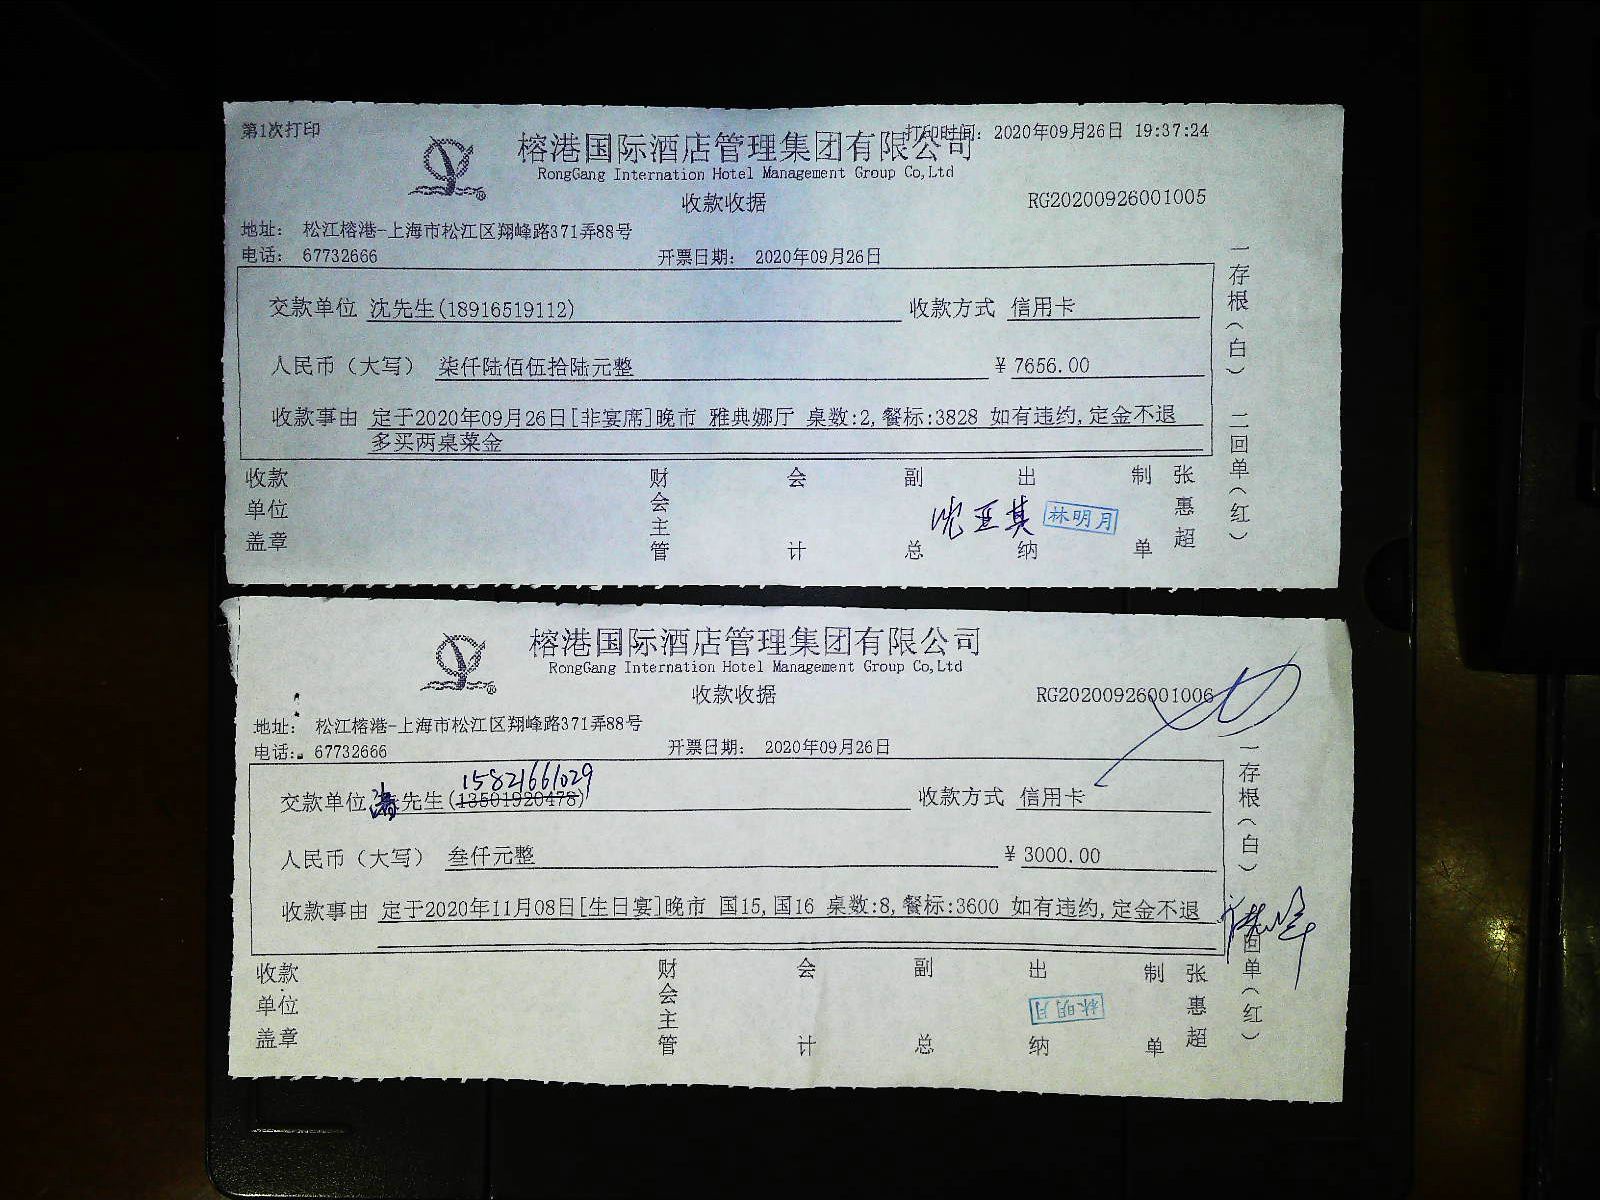 第1次打印
打印时间: 2020年09月26日 19:37:24
榕港国际酒店管理集团有限公司
RongGang Internation Hotel Management Group Co,Ltd
收款收据
RG20200926001005
地址: 松江榕港-上海市松江区翔峰路371弄88号
电话: 67732666 开票日期: 2020年09月26日
交款单位 沈先生(18916519112) 收款方式 信用卡
人民币（大写） 柒仟陆佰伍拾陆元整 ¥7656.00
收款事由 定于2020年09月26日[非宴席]晚市 雅典娜厅 桌数:2,餐标:3828 如有违约,定金不退
多买两桌菜金
收款单位盖章 财会主管 会计 副总 沈亚其 出纳 林明月 制单 张惠超
一存根（白） 二回单（红）
榕港国际酒店管理集团有限公司
RongGang Internation Hotel Management Group Co,Ltd
收款收据
RG20200926001006
地址: 松江榕港-上海市松江区翔峰路371弄88号
电话: 67732666 开票日期: 2020年09月26日
15821661029
交款单位 先生(13501920478) 收款方式 信用卡
人民币（大写） 叁仟元整 ¥3000.00
收款事由 定于2020年11月08日[生日宴]晚市 国15,国16 桌数:8,餐标:3600 如有违约,定金不退
收款单位盖章 财会主管 会计 副总 出纳 林明月 制单 张惠超
一存根（白） 回单（红）